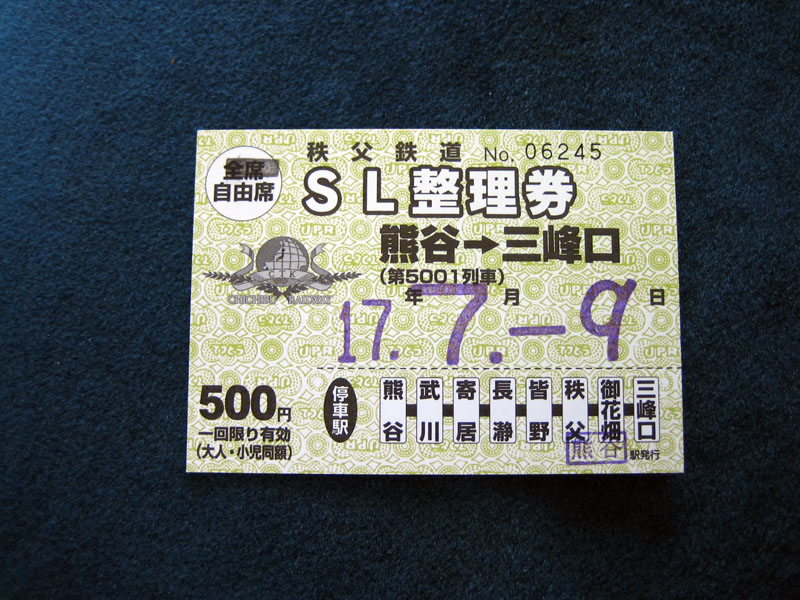 秩父鉄道 No. 06245
全席
自由席
SL整理券
熊谷→三峰口
(第5001列車)
CTK
CHICHIBU RAILWAY
年 月 日
17. 7. -9
500円
一回限り有効
(大人・小児同額)
停車駅
熊谷
武川
寄居
長瀞
皆野
秩父
御花畑
三峰口
熊谷 駅発行